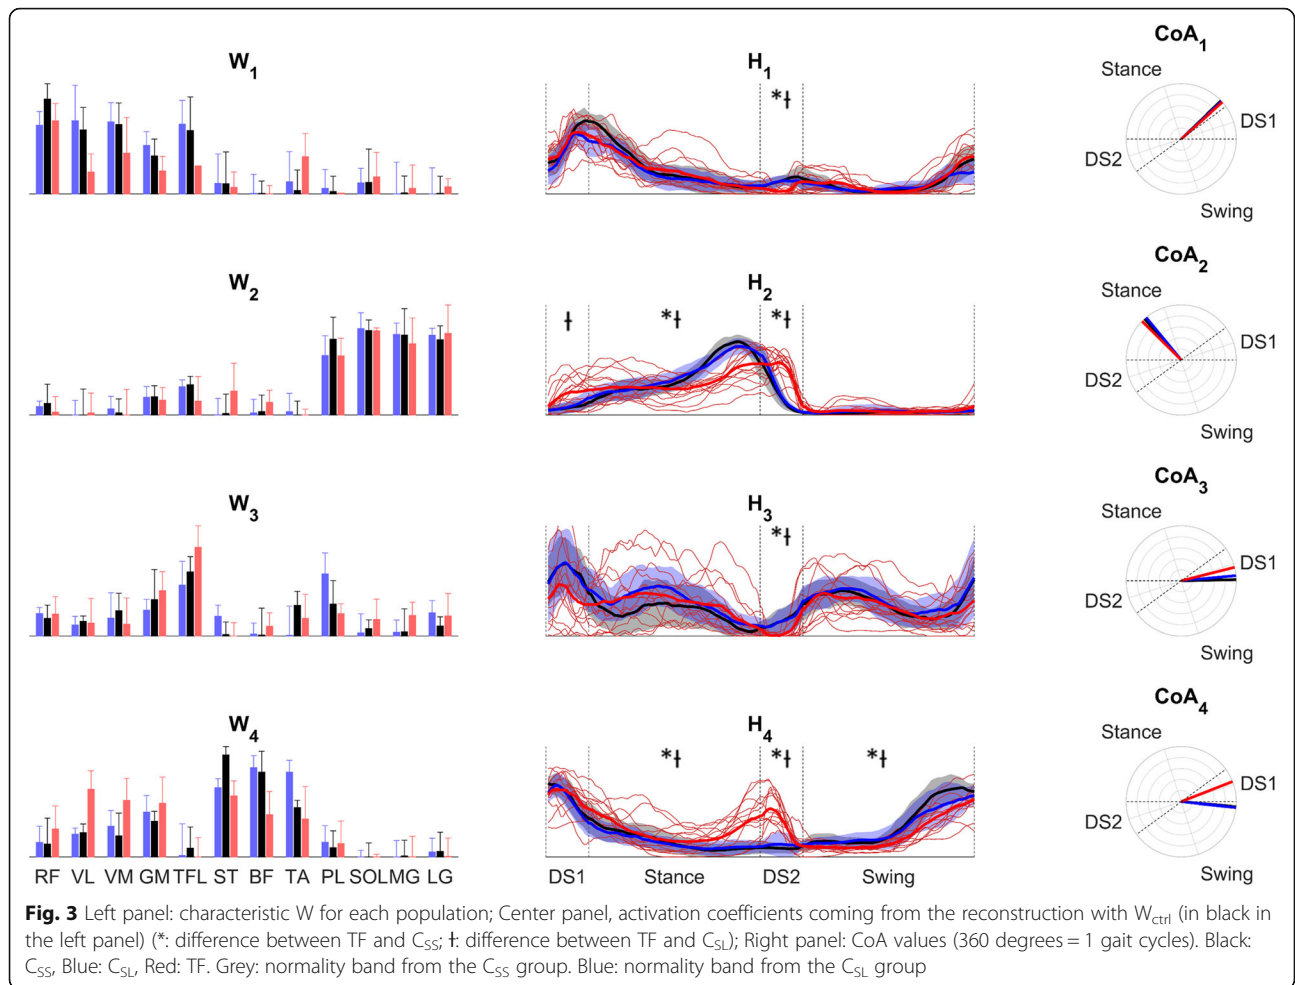 W1 H1 CoA1
Stance
*ƚ
DS1
DS2
Swing
W2 H2 CoA2
Stance
ƚ *ƚ *ƚ
DS1
DS2
Swing
W3 H3 CoA3
Stance
*ƚ
DS1
DS2
Swing
W4 H4 CoA4
Stance
*ƚ *ƚ *ƚ
DS1
DS2
RF VL VM GM TFL ST BF TA PL SOL MG LG DS1 Stance DS2 Swing Swing
Fig. 3 Left panel: characteristic W for each population; Center panel, activation coefficients coming from the reconstruction with Wctrl (in black in
the left panel) (*: difference between TF and CSS; ƚ: difference between TF and CSL); Right panel: CoA values (360 degrees = 1 gait cycles). Black:
CSS, Blue: CSL, Red: TF. Grey: normality band from the CSS group. Blue: normality band from the CSL group